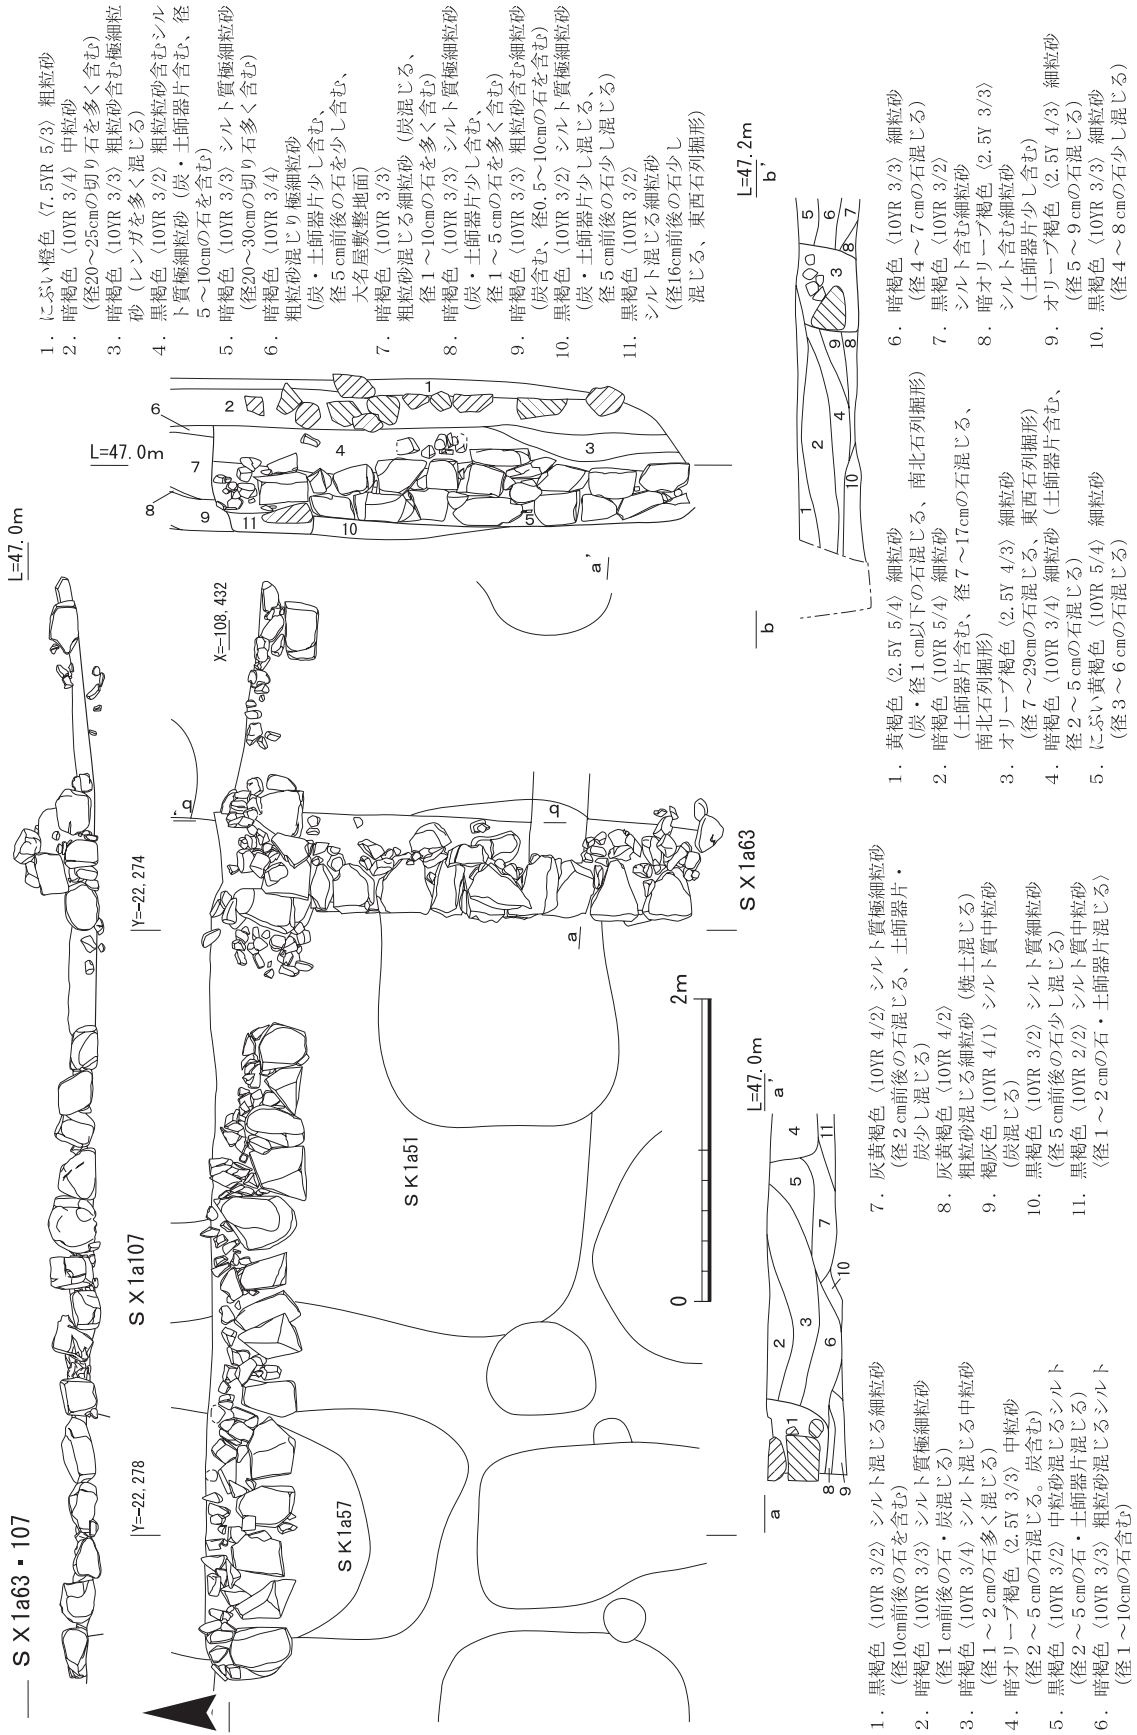 S X 1a63・107
L=47.0m
S X 1a107
Y=-22,278
Y=-22,274
X=-108,432
S K 1a57
S K 1a51
S X 1a63
a
a’
b
b
0
2m
L=47.0m
1
2
3
4
5
6
7
8
9
10
11
1． にぶい橙色〈7.5YR 5/3〉粗粒砂
2． 暗褐色〈10YR 3/4〉中粒砂
（径20～25cmの切り石を多く含む）
3． 暗褐色〈10YR 3/3〉粗粒砂含む極細粒
砂（レンガを多く混じる）
4． 黒褐色〈10YR 3/2〉粗粒粒砂含むシル
ト質極細粒砂（炭・土師器片含む、径
5～10cmの石を含む）
5． 暗褐色〈10YR 3/3〉シルト質極細粒砂
（径20～30cmの切り石多く含む）
6． 暗褐色〈10YR 3/4〉
粗粒砂混じり極細粒砂
（炭・土師器片少し含む、
径５cm前後の石を少し含む、
大名屋敷整地面）
7． 暗褐色〈10YR 3/3〉
粗粒砂混じる細粒砂（炭混じる、
径１～10cmの石を多く含む）
8． 暗褐色〈10YR 3/3〉シルト質極細粒砂
（炭・土師器片少し含む、
径１～５cmの石を多く含む）
9． 暗褐色〈10YR 3/3〉粗粒砂含む細粒砂
（炭含む、径0.5～10cmの石を含む）
10． 黒褐色〈10YR 3/2〉シルト質極細粒砂
（炭・土師器片少し混じる、
径５cm前後の石少し混じる）
11． 黒褐色〈10YR 3/2〉
シルト混じる細粒砂
（径16cm前後の石少し
混じる、東西石列掘形）
a
L=47.0m
a’
1
2
3
4
5
6
7
8
9
10
11
1． 黒褐色〈10YR 3/2〉シルト混じる細粒砂
（径10cm前後の石を含む）
2． 暗褐色〈10YR 3/3〉シルト質極細粒砂
（径１cm前後の石・炭混じる）
3． 暗褐色〈10YR 3/4〉シルト混じる中粒砂
（径１～２cmの石多く混じる）
4． 暗オリーブ褐色〈2.5Y 3/3〉中粒砂
（径２～５cmの石混じる。炭含む）
5． 黒褐色〈10YR 3/2〉中粒砂混じるシルト
（径２～５cmの石・土師器片混じる）
6． 暗褐色〈10YR 3/3〉粗粒砂混じるシルト
（径１～10cmの石含む）
7． 灰黄褐色〈10YR 4/2〉シルト質極細粒砂
（径２cm前後の石混じる、土師器片・
炭少し混じる）
8． 灰黄褐色〈10YR 4/2〉
粗粒砂混じる細粒砂（焼土混じる）
9． 褐灰色〈10YR 4/1〉シルト質中粒砂
（炭混じる）
10． 黒褐色〈10YR 3/2〉シルト質細粒砂
（径５cm前後の石少し混じる）
11． 黒褐色〈10YR 2/2〉シルト質中粒砂
〈径１～２cmの石・土師器片混じる〉
b
L=47.2m
b’
1
2
3
4
5
6
7
8
9
8
10
1． 黄褐色〈2.5Y 5/4〉細粒砂
（炭・径１cm以下の石混じる、南北石列掘形）
2． 暗褐色〈10YR 5/4〉細粒砂
（土師器片含む、径７～17cmの石混じる、
南北石列掘形）
3． オリーブ褐色〈2.5Y 4/3〉細粒砂
（径７～29cmの石混じる、東西石列掘形）
4． 暗褐色〈10YR 3/4〉細粒砂（土師器片含む、
径２～５cmの石混じる）
5． にぶい黄褐色〈10YR 5/4〉細粒砂
（径３～６cmの石混じる）
6． 暗褐色〈10YR 3/3〉細粒砂
（径４～７cmの石混じる）
7． 黒褐色〈10YR 3/2〉
シルト含む細粒砂
8． 暗オリーブ褐色〈2.5Y 3/3〉
シルト含む細粒砂
（土師器片少し含む）
9． オリーブ褐色〈2.5Y 4/3〉細粒砂
（径５～９cmの石混じる）
10． 黒褐色〈10YR 3/3〉細粒砂
（径４～８cmの石少し混じる）